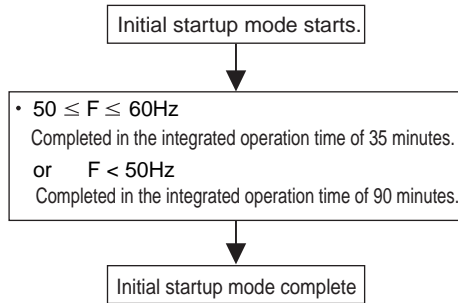 Initial startup mode starts.
・ 50 ≤ F ≤ 60Hz
Completed in the integrated operation time of 35 minutes.
or F < 50Hz
Completed in the integrated operation time of 90 minutes.
Initial startup mode complete